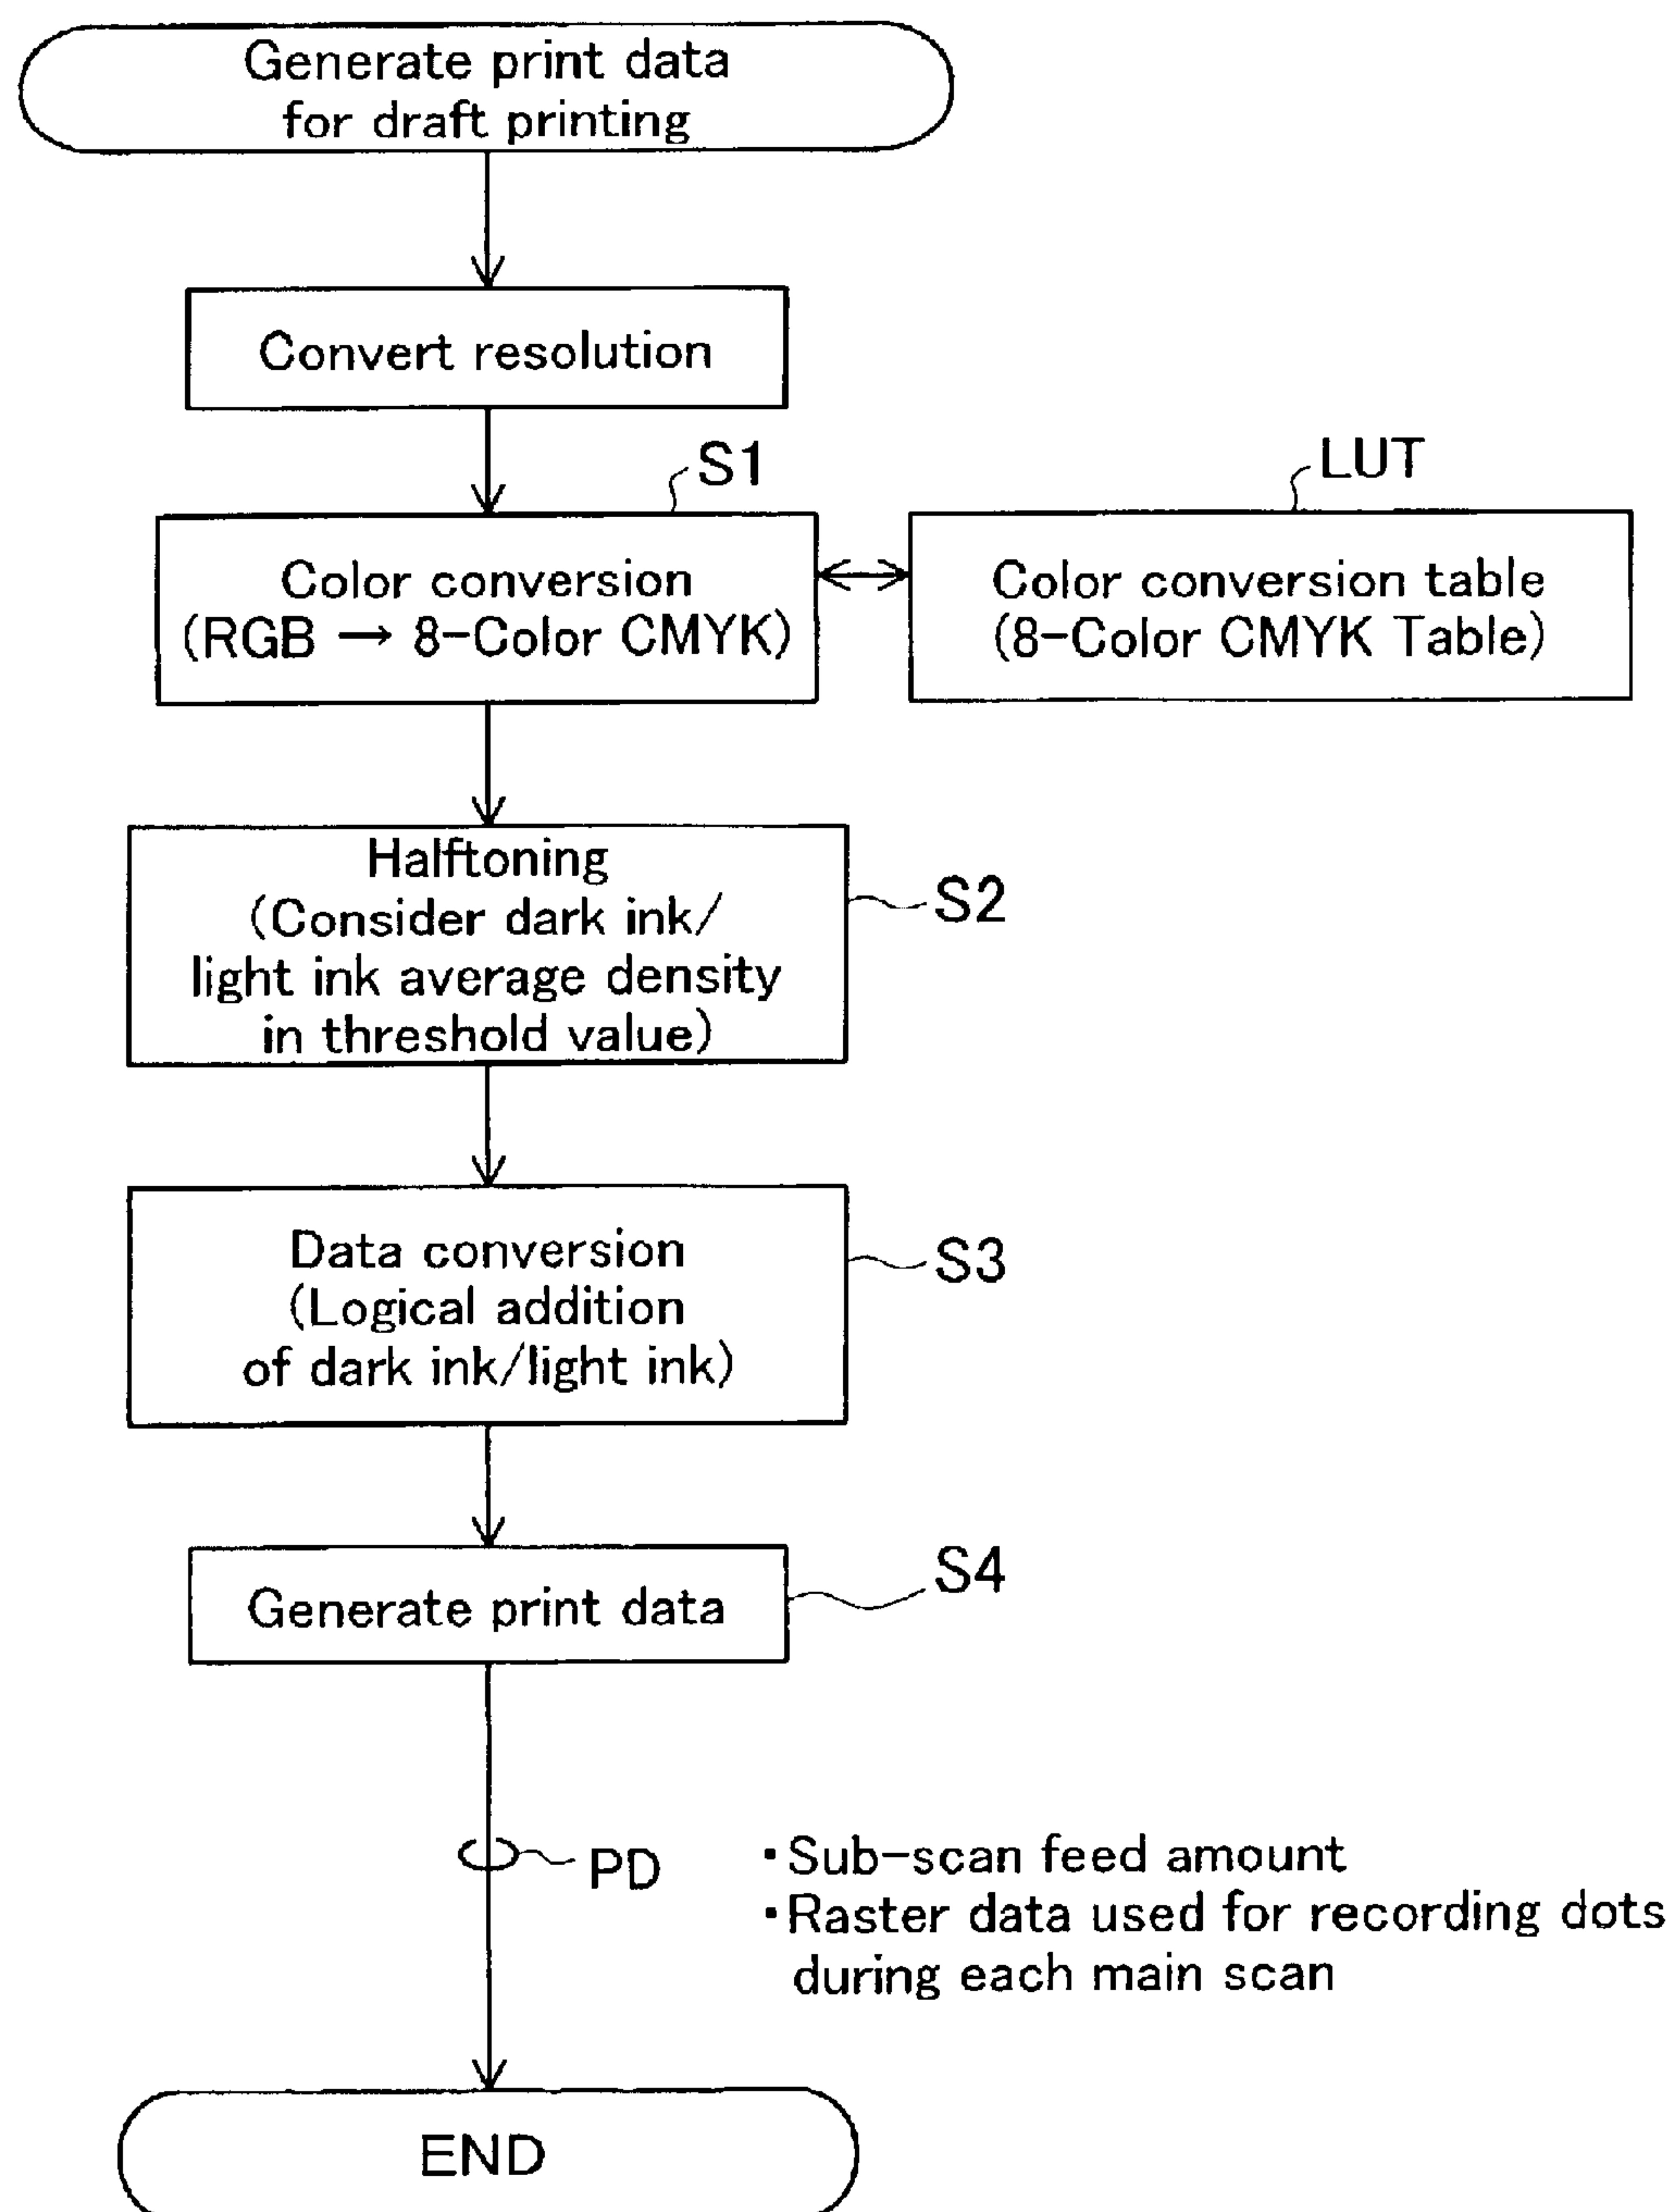 Generate print data
for draft printing
Convert resolution
S1
LUT
Color conversion
(RGB → 8-Color CMYK)
Color conversion table
(8-Color CMYK Table)
Halftoning
(Consider dark ink/
light ink average density
in threshold value)
S2
Data conversion
(Logical addition
of dark ink/light ink)
S3
Generate print data
S4
PD
・Sub-scan feed amount
・Raster data used for recording dots
during each main scan
END